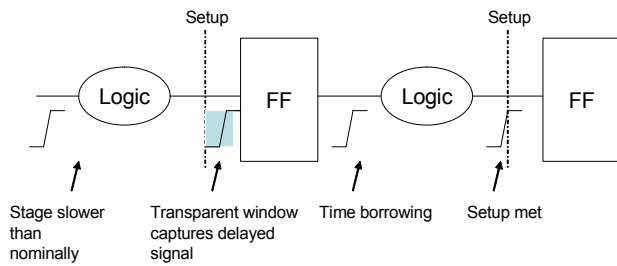 Setup
Setup
Logic
FF
Logic
FF
Stage slower
than
nominally
Transparent window
captures delayed
signal
Time borrowing
Setup met